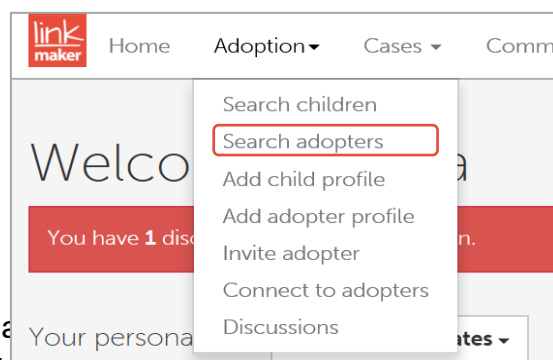 link
maker
Home Adoption Cases
Search children
Search adopters
Add child profile
Add adopter profile
Invite adopter
Connect to adopters
Discussions
You have 1
Your